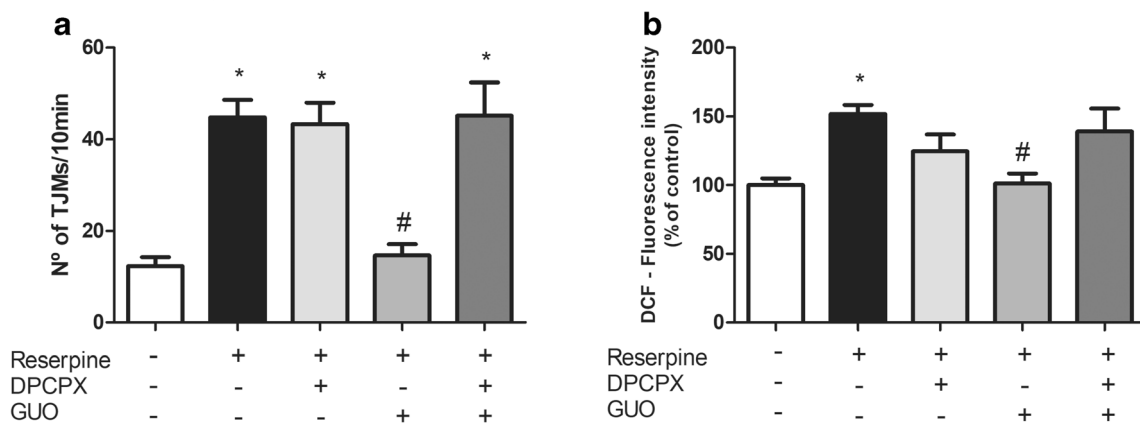 a
60
40
20
0
Nº of TJMs/10min
*
*
#
*
Reserpine - + + + +
DPCPX - - + - +
GUO - - - + +
b
200
150
100
50
0
DCF - Fluorescence intensity
(% of control)
*
#
Reserpine - + + + +
DPCPX - - + - +
GUO - - - + +